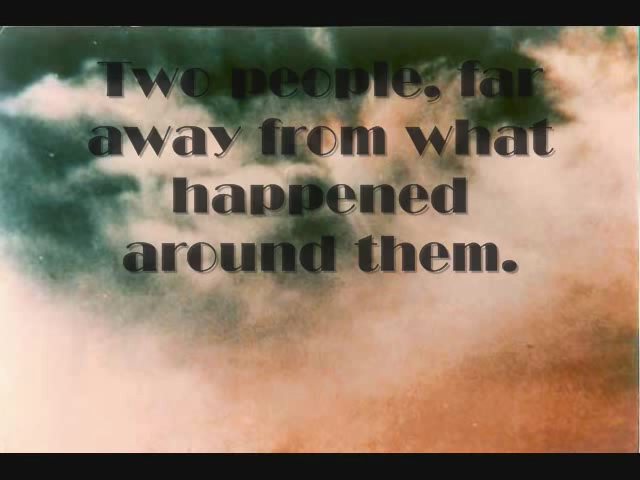 Two people, far
away from what
happened
around them.